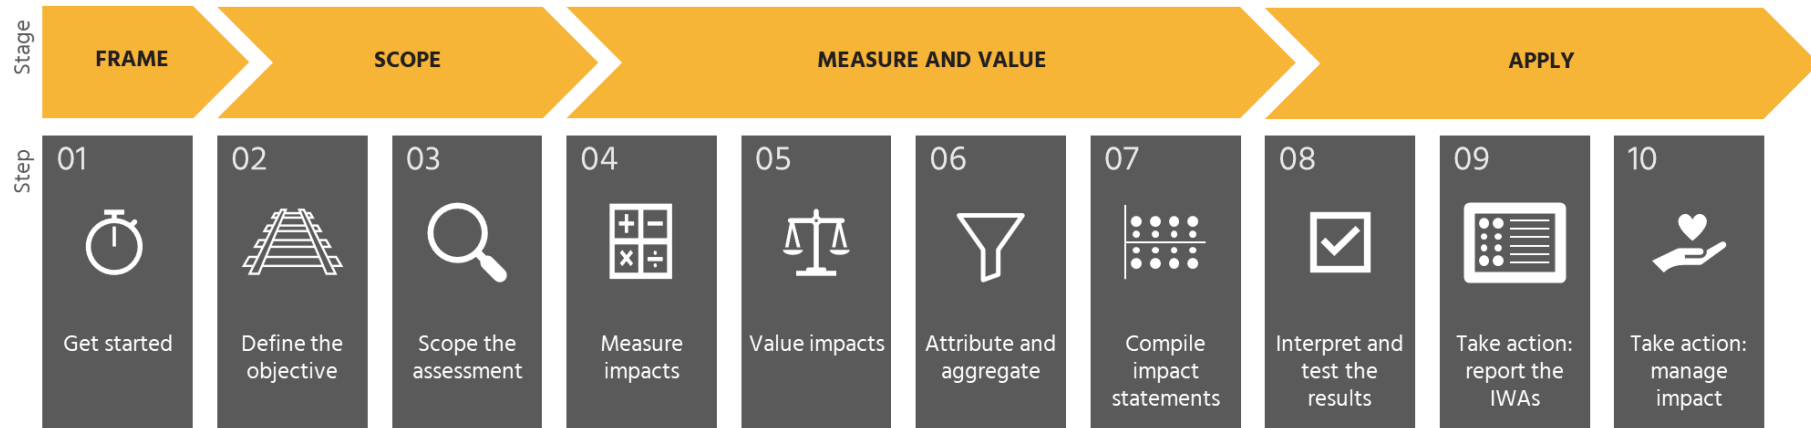 Stage
FRAME
SCOPE
MEASURE AND VALUE
APPLY
Step
01
Get started
02
Define the
objective
03
Scope the
assessment
04
Measure
impacts
05
Value impacts
06
Attribute and
aggregate
07
Compile
impact
statements
08
Interpret and
test the
results
09
Take action:
report the
IWAs
10
Take action:
manage
impact